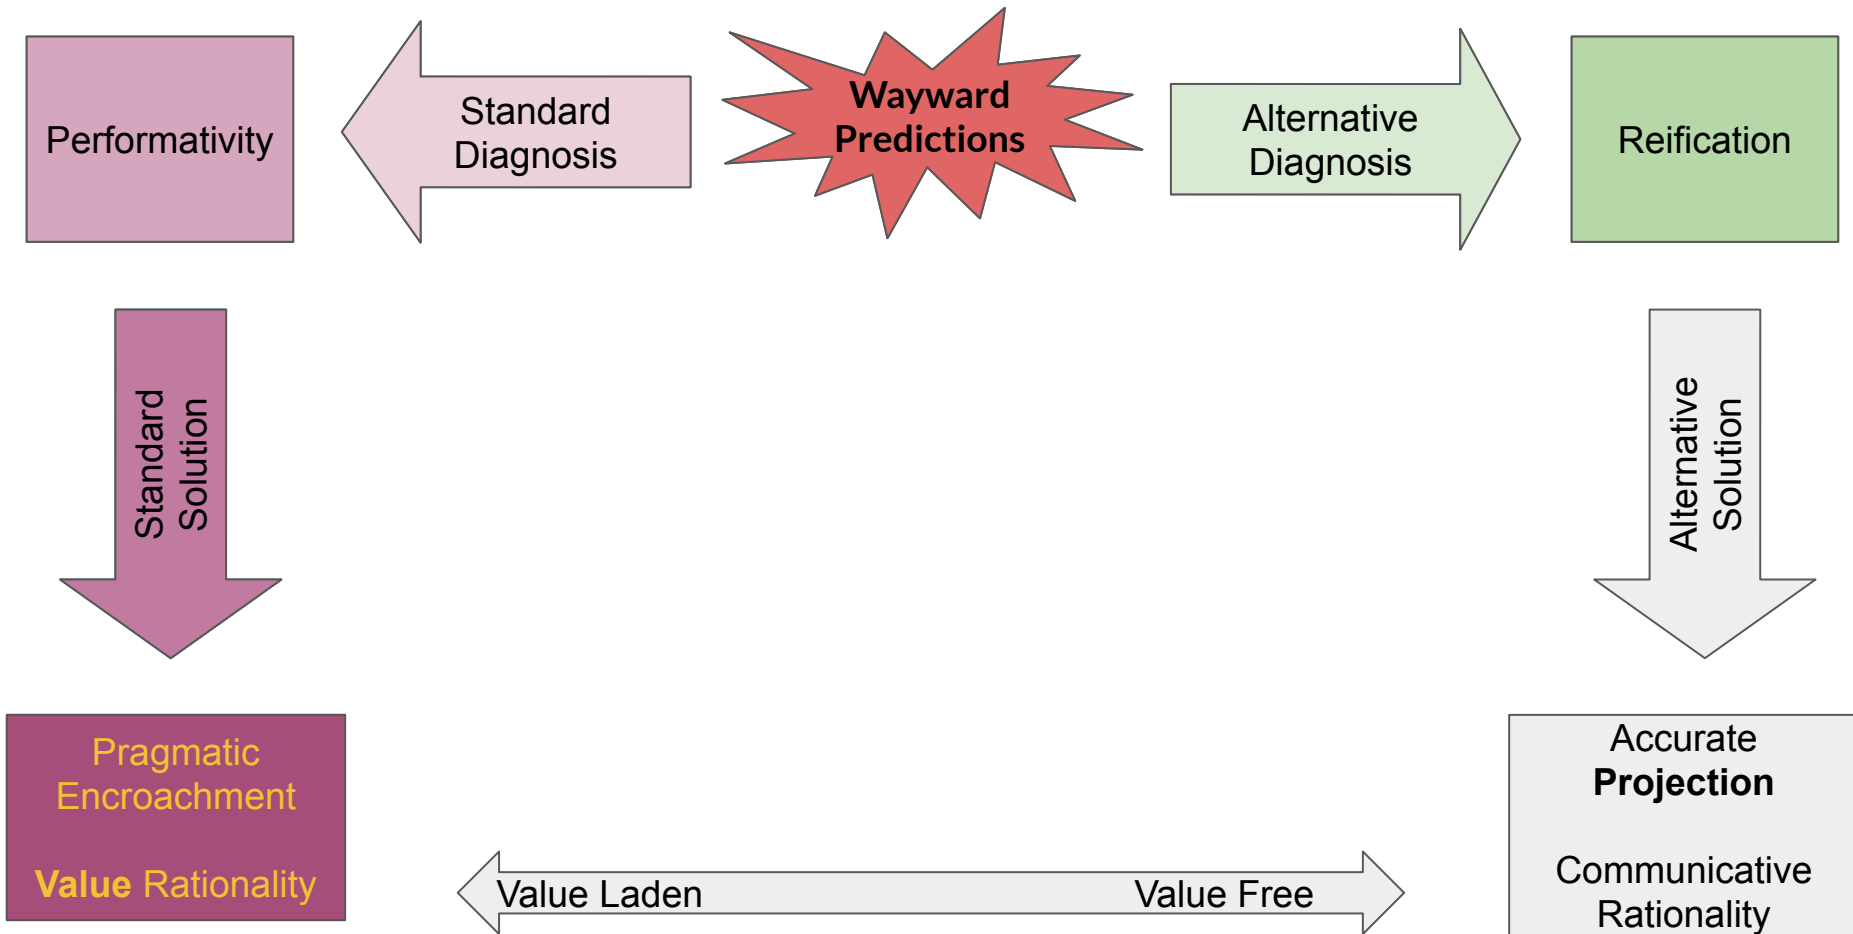 Performativity
Standard
Diagnosis
Wayward
Predictions
Alternative
Diagnosis
Reification
Standard
Solution
Alternative
Solution
Pragmatic
Encroachment
Value Rationality
Value Laden
Value Free
Accurate
Projection
Communicative
Rationality